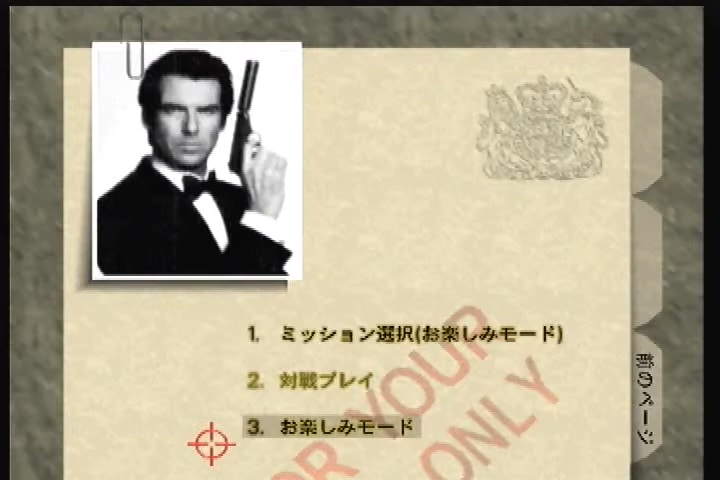 1. ミッション選択(お楽しみモード)
2. 対戦プレイ
3. お楽しみモード
前のページ
OR YOUR
ONLY